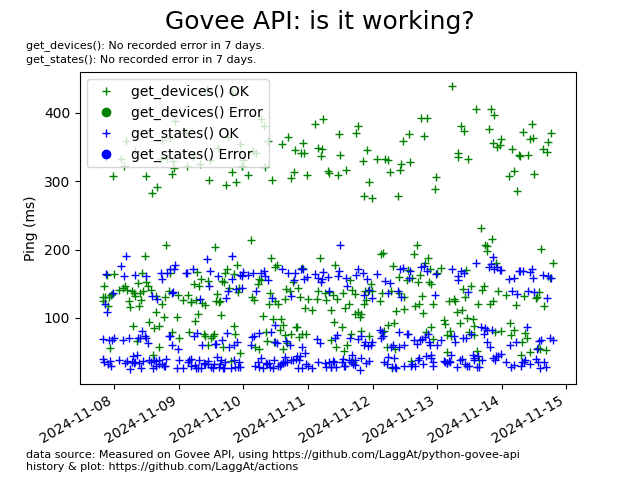 Govee API: is it working?
get_devices(): No recorded error in 7 days.
get_states(): No recorded error in 7 days.
get_devices() OK
get_devices() Error
get_states() OK
get_states() Error
Ping (ms)
400
300
200
100
2024-11-08
2024-11-09
2024-11-10
2024-11-11
2024-11-12
2024-11-13
2024-11-14
2024-11-15
data source: Measured on Govee API, using https://github.com/LaggAt/python-govee-api
history & plot: https://github.com/LaggAt/actions